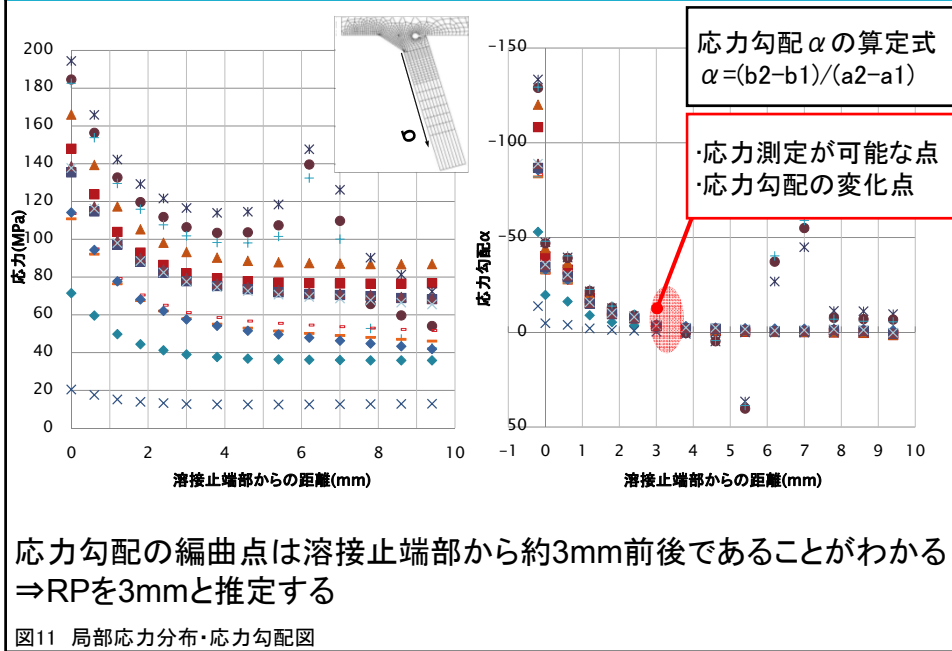 応力勾配αの算定式
α=(b2-b1)/(a2-a1)
・応力測定が可能な点
・応力勾配の変化点
応力(MPa)
200
180
160
140
120
100
80
60
40
20
0
0
2
4
6
8
10
溶接止端部からの距離(mm)
σ
応力勾配α
-150
-100
-50
0
50
-1
0
1
2
3
4
5
6
7
8
9
10
溶接止端部からの距離(mm)
応力勾配の編曲点は溶接止端部から約3mm前後であることがわかる
⇒RPを3mmと推定する
図11 局部応力分布・応力勾配図